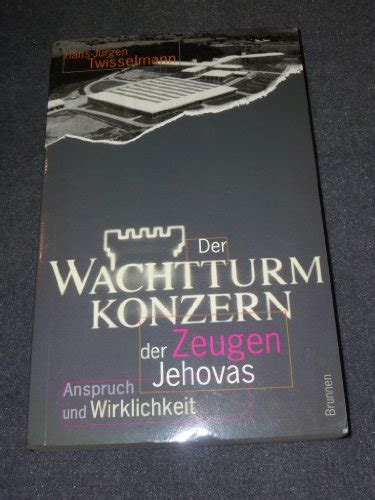 Hans-Jürgen
Twisselmann
Der
WACHTTURM
KONZERN
der Zeugen
Jehovas
Anspruch
und Wirklichkeit
Brunnen